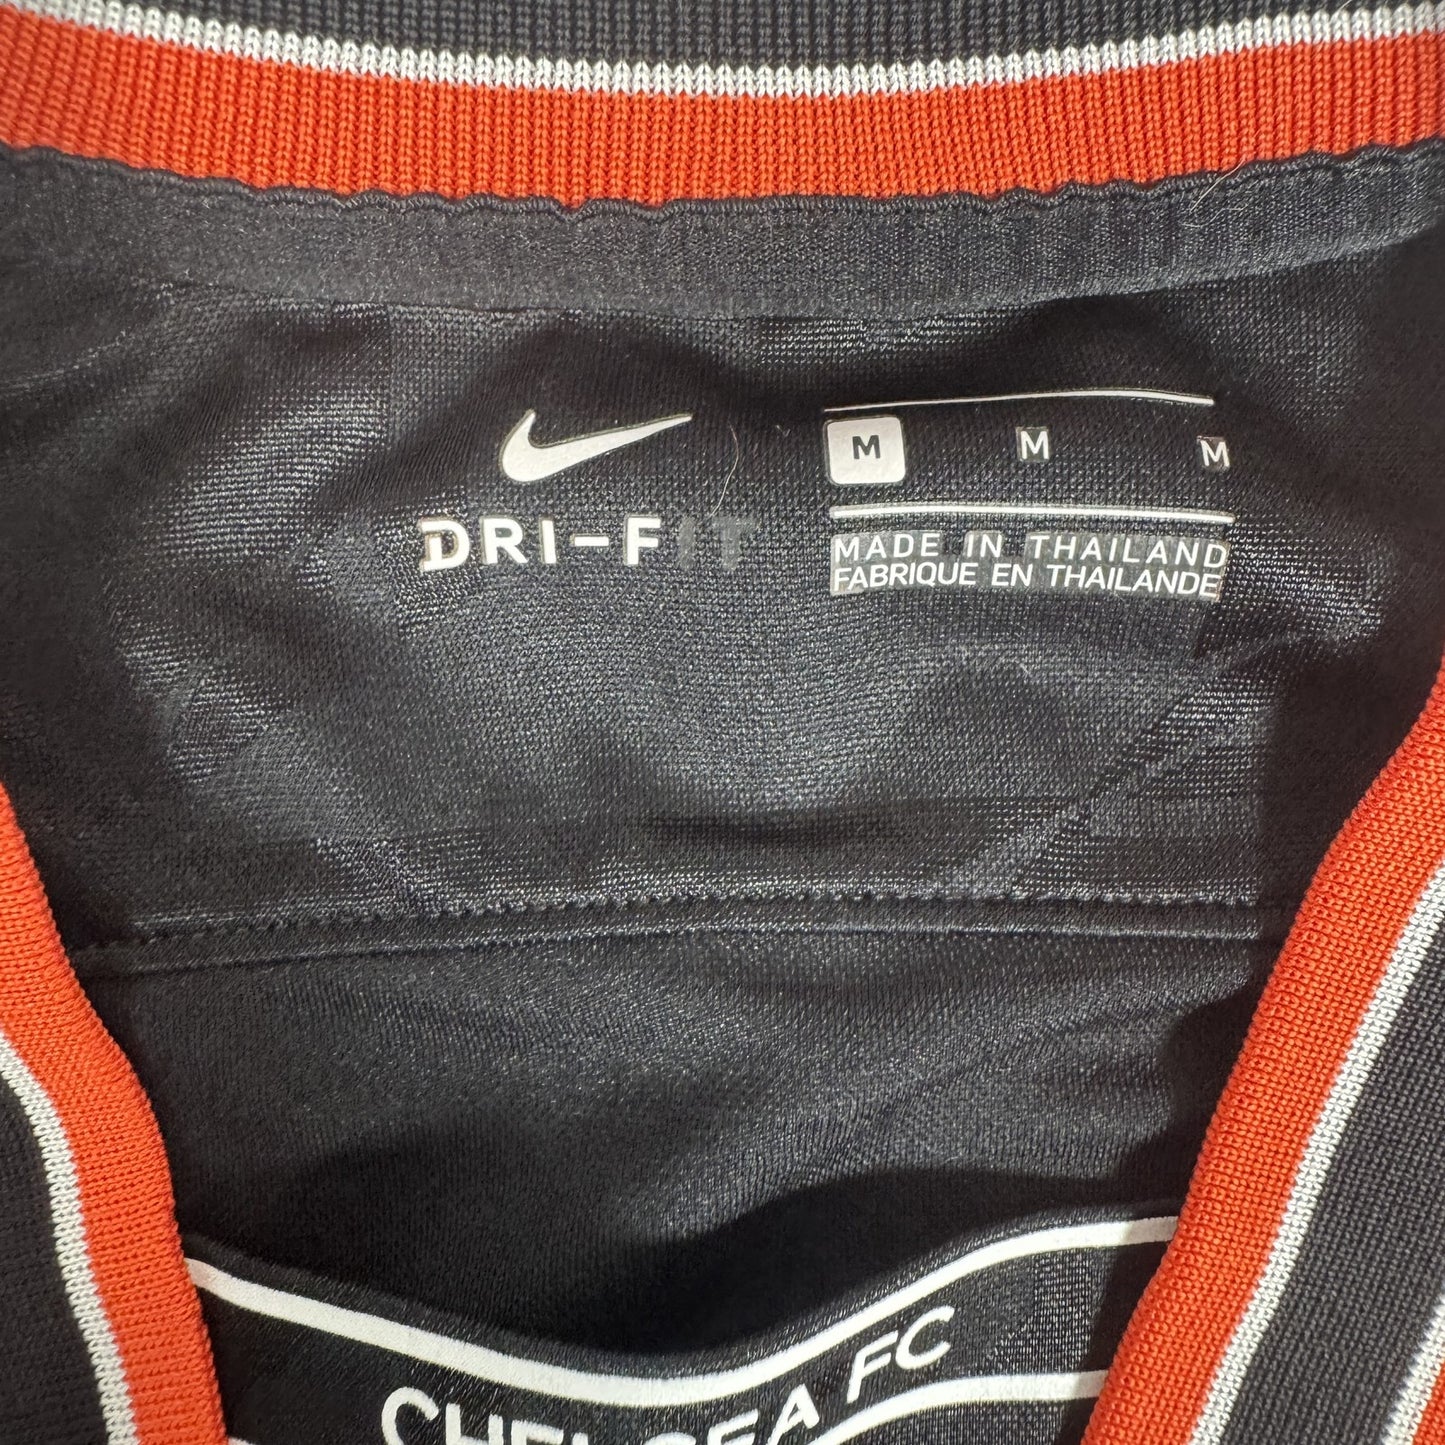 DRI-FIT
M M M
MADE IN THAILAND
FABRIQUE EN THAILANDE
CHELSEA FC